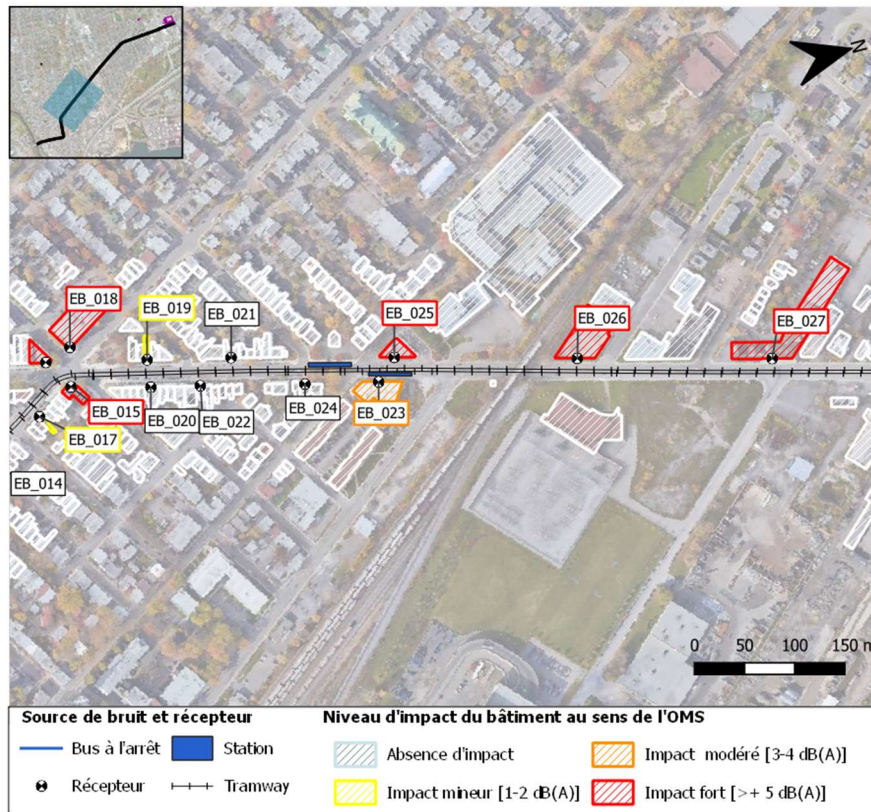 N
EB_018
EB_019
EB_021
EB_025
EB_026
EB_027
EB_015
EB_017
EB_020
EB_022
EB_024
EB_023
EB_014
0 50 100 150 m
Source de bruit et récepteur
Bus à l'arrêt
Station
Récepteur
Tramway
Niveau d'impact du bâtiment au sens de l'OMS
Absence d'impact
Impact modéré [3-4 dB(A)]
Impact mineur [1-2 dB(A)]
Impact fort [>+ 5 dB(A)]